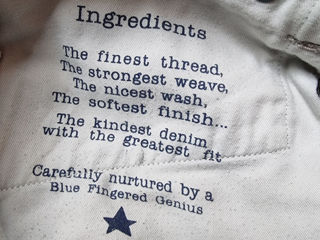 Ingredients
The finest thread,
The strongest weave,
The nicest wash,
The softest finish...
The kindest denim
with the greatest fit
Carefully nurtured by a
Blue Fingered Genius